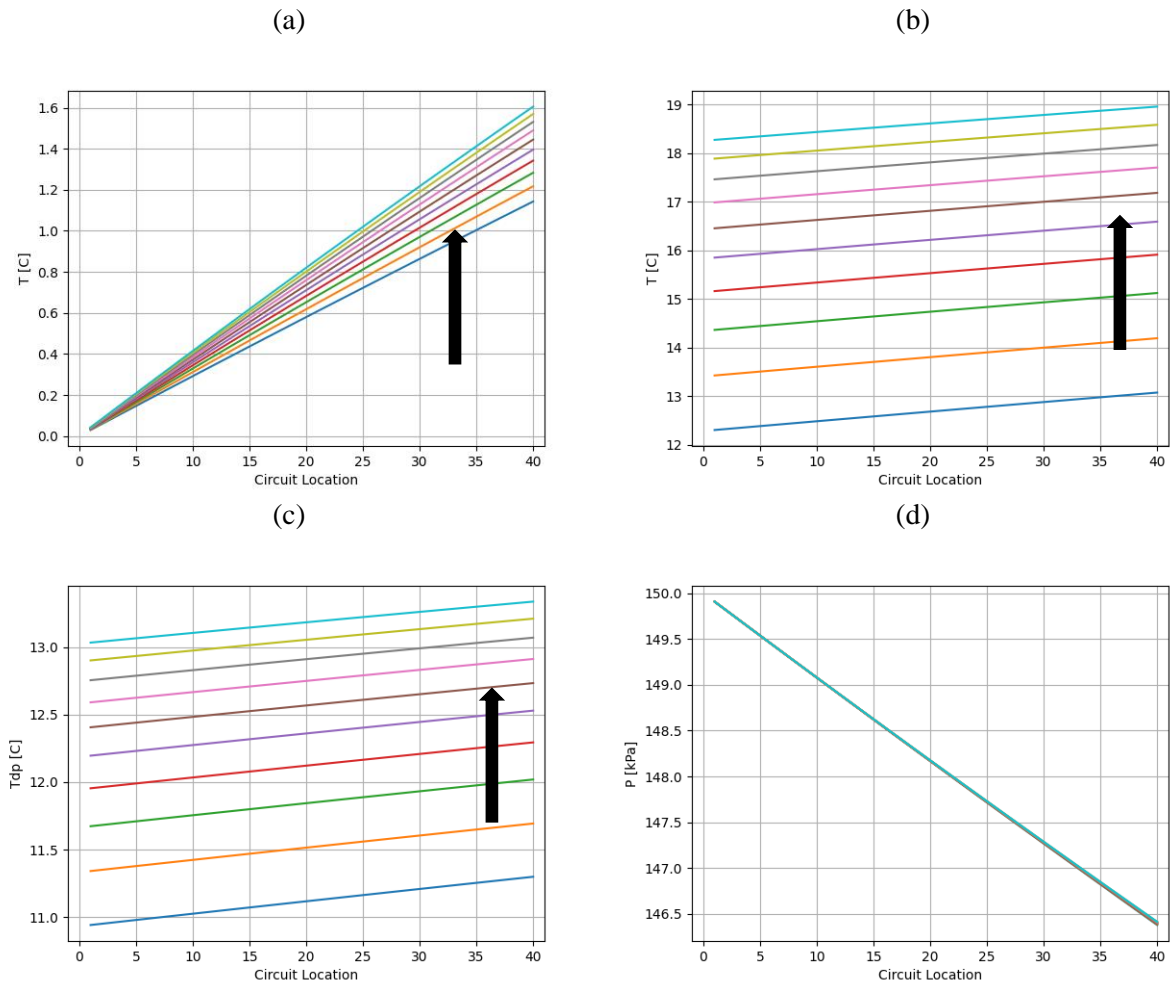 (a)
(b)
1.6
1.4
1.2
1.0
0.8
0.6
0.4
0.2
0.0
T [C]
0 5 10 15 20 25 30 35 40
Circuit Location
19
18
17
16
15
14
13
12
T [C]
0 5 10 15 20 25 30 35 40
Circuit Location
(c)
(d)
13.0
12.5
12.0
11.5
11.0
Tdp [C]
0 5 10 15 20 25 30 35 40
Circuit Location
150.0
149.5
149.0
148.5
148.0
147.5
147.0
146.5
P [kPa]
0 5 10 15 20 25 30 35 40
Circuit Location